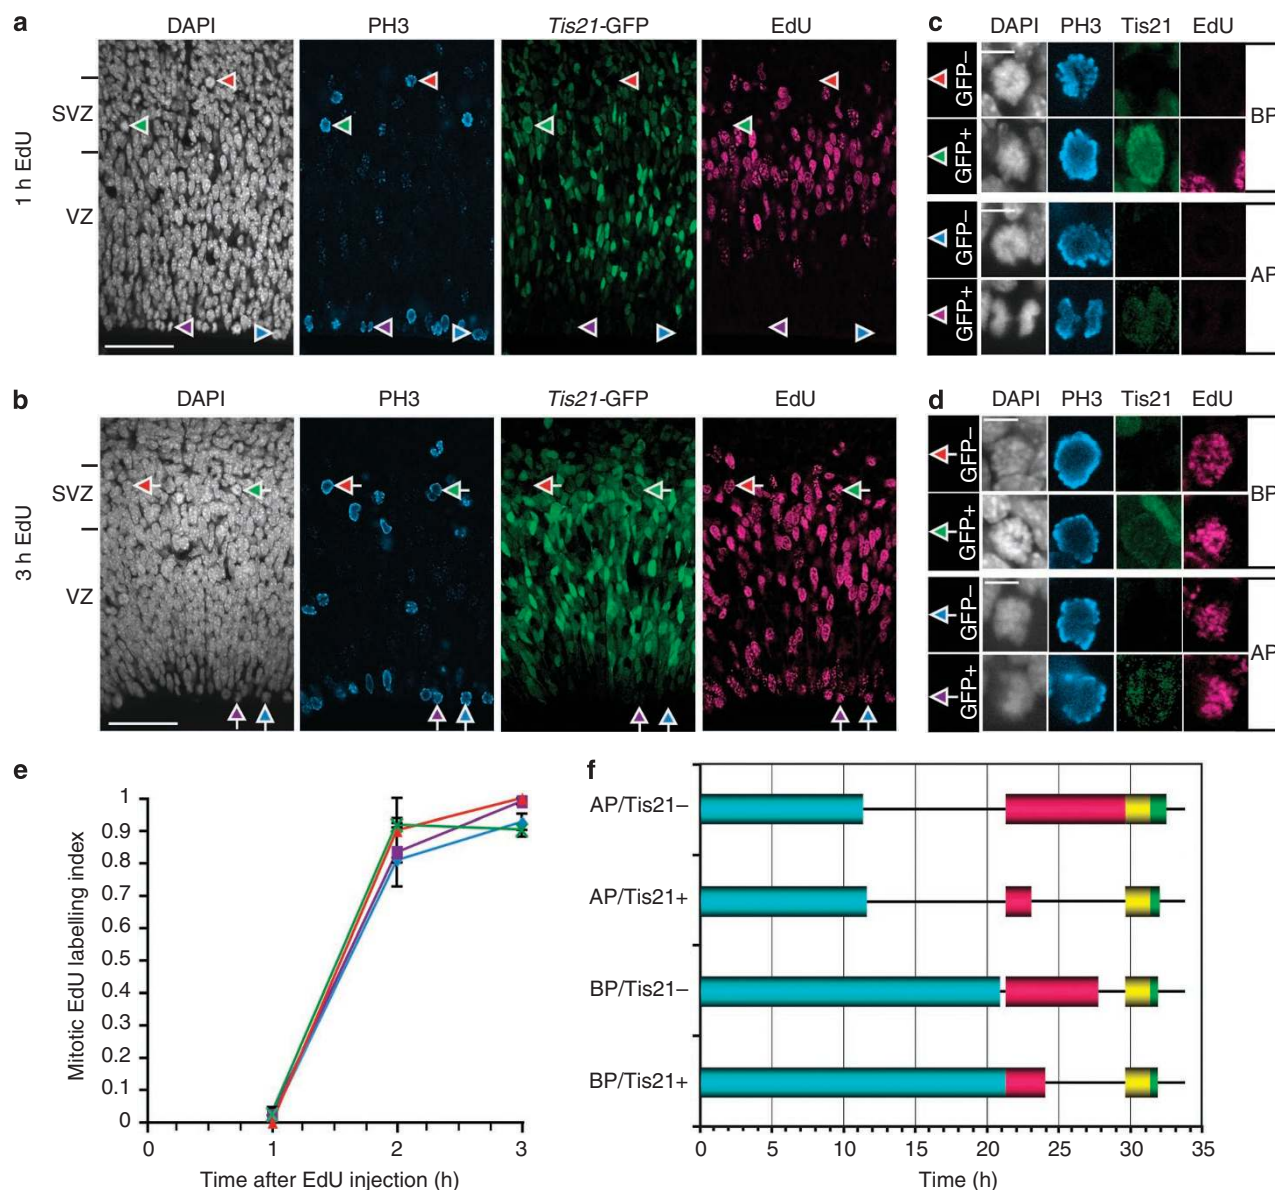 a
DAPI
PH3
Tis21-GFP
EdU
1 h EdU
SVZ
VZ
c
DAPI PH3 Tis21 EdU
GFP–
GFP+
BP
GFP–
GFP+
AP
b
DAPI
PH3
Tis21-GFP
EdU
3 h EdU
SVZ
VZ
d
DAPI PH3 Tis21 EdU
GFP–
GFP+
BP
GFP–
GFP+
AP
e
Mitotic EdU labelling index
1
0.9
0.8
0.7
0.6
0.5
0.4
0.3
0.2
0.1
0
0 1 2 3
Time after EdU injection (h)
f
AP/Tis21–
AP/Tis21+
BP/Tis21–
BP/Tis21+
0 5 10 15 20 25 30 35
Time (h)